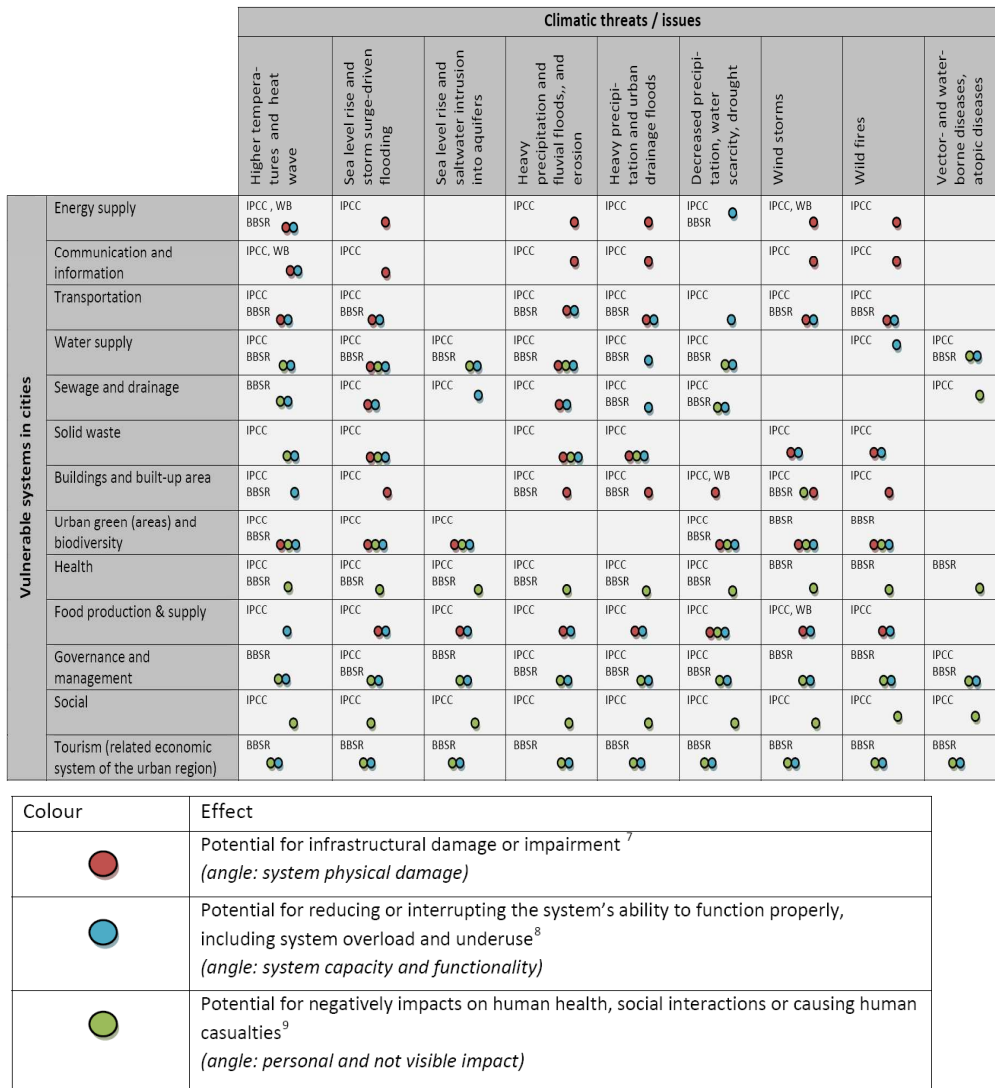 Climatic threats / issues
Higher tempera-
tures and heat
wave
Sea level rise and
storm surge-driven
flooding
Sea level rise and
saltwater intrusion
into aquifers
Heavy
precipitation and
fluvial floods,, and
erosion
Heavy precipi-
tation and urban
drainage floods
Decreased precipi-
tation, water
scarcity, drought
Wind storms
Wild fires
Vector- and water-
borne diseases,
atopic diseases
Vulnerable systems in cities
Energy supply
IPCC , WB
BBSR
IPCC
IPCC
IPCC
IPCC
BBSR
IPCC, WB
IPCC
Communication and
information
IPCC, WB
IPCC
IPCC
IPCC
IPCC
IPCC
Transportation
IPCC
BBSR
IPCC
BBSR
IPCC
BBSR
IPCC
BBSR
IPCC
IPCC
BBSR
IPCC
BBSR
Water supply
IPCC
BBSR
IPCC
BBSR
IPCC
BBSR
IPCC
BBSR
IPCC
BBSR
IPCC
BBSR
IPCC
IPCC
BBSR
Sewage and drainage
BBSR
IPCC
IPCC
IPCC
IPCC
BBSR
IPCC
BBSR
IPCC
Solid waste
IPCC
IPCC
IPCC
IPCC
IPCC
IPCC
Buildings and built-up area
IPCC
BBSR
IPCC
IPCC
BBSR
IPCC
BBSR
IPCC, WB
IPCC
BBSR
IPCC
Urban green (areas) and
biodiversity
IPCC
BBSR
IPCC
IPCC
IPCC
BBSR
BBSR
BBSR
Health
IPCC
BBSR
IPCC
BBSR
IPCC
BBSR
IPCC
BBSR
IPCC
BBSR
IPCC
BBSR
BBSR
BBSR
BBSR
Food production & supply
IPCC
IPCC
IPCC
IPCC
IPCC
IPCC
IPCC, WB
IPCC
Governance and
management
BBSR
IPCC
BBSR
BBSR
IPCC
BBSR
IPCC
BBSR
IPCC
BBSR
BBSR
BBSR
IPCC
BBSR
Social
IPCC
IPCC
IPCC
IPCC
IPCC
IPCC
IPCC
IPCC
IPCC
Tourism (related economic
system of the urban region)
BBSR
BBSR
BBSR
BBSR
BBSR
BBSR
BBSR
BBSR
BBSR
Colour
Effect
Potential for infrastructural damage or impairment 7
(angle: system physical damage)
Potential for reducing or interrupting the system's ability to function properly,
including system overload and underuse8
(angle: system capacity and functionality)
Potential for negatively impacts on human health, social interactions or causing human
casualties9
(angle: personal and not visible impact)